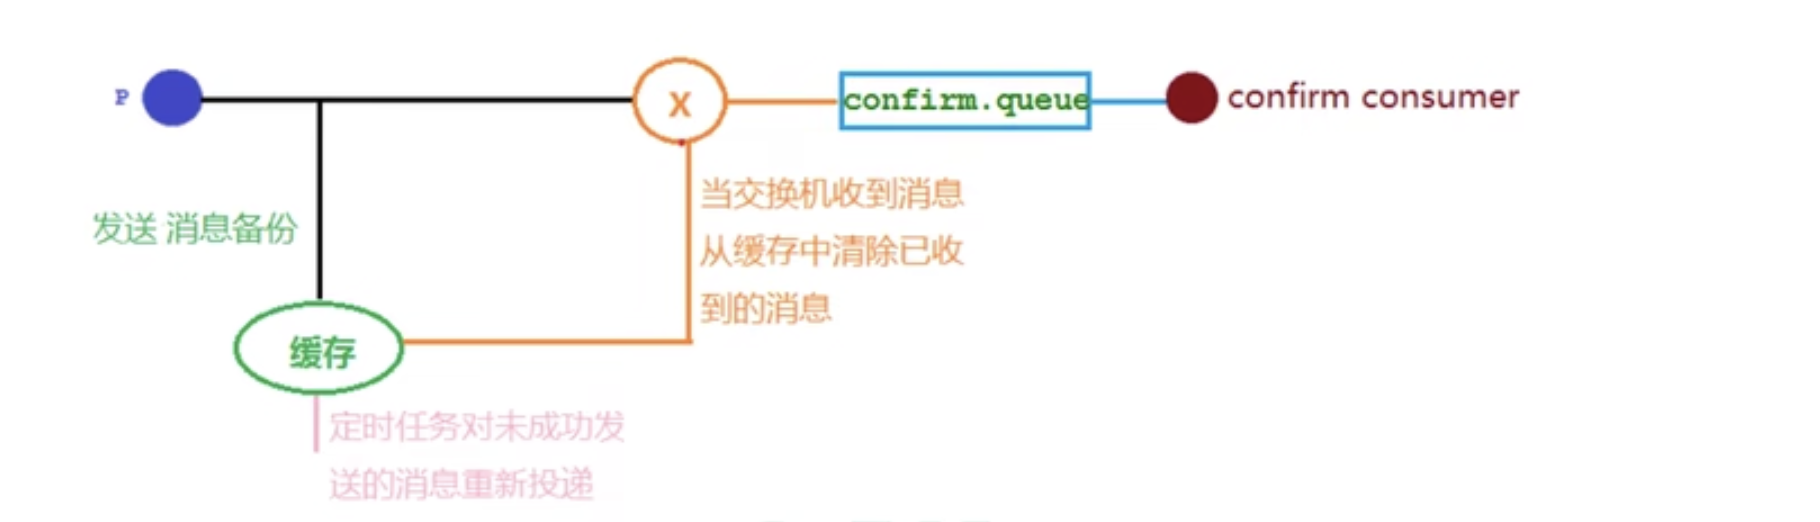 P
X
confirm.queue
confirm consumer
当交换机收到消息
从缓存中清除已收
到的消息
发送 消息备份
缓存
定时任务对未成功发
送的消息重新投递